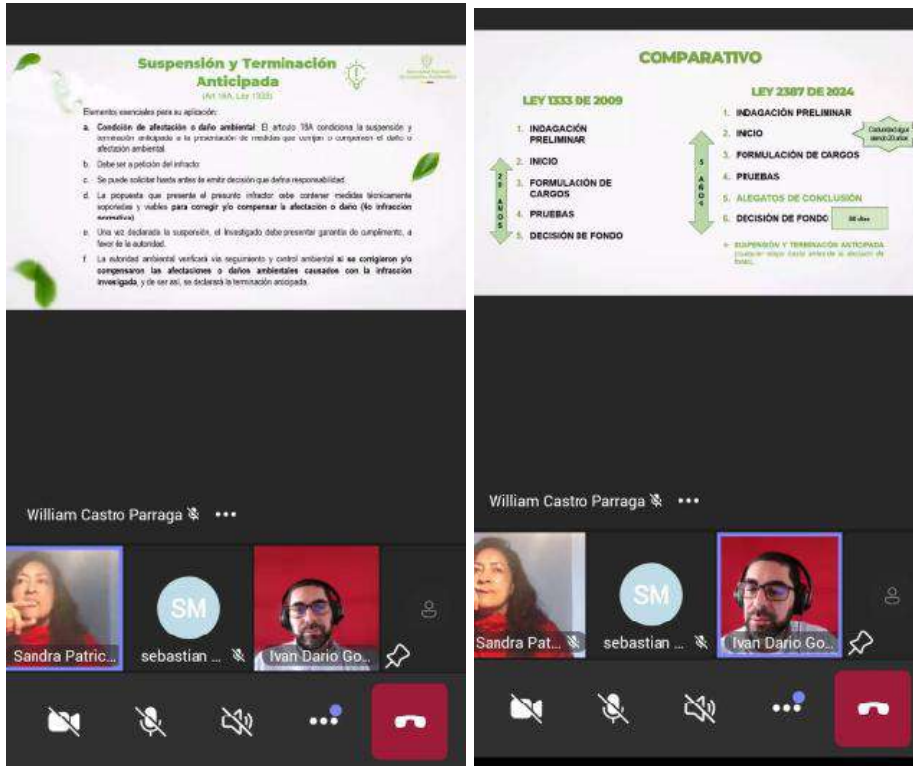 Suspensión y Terminación
Anticipada
Elementos esenciales para su aplicación:
a. Condición de afectación o daño ambiental: El artículo 18A condiciona la suspensión y
terminación anticipada a la presentación de medidas que corrijan o compensen el daño o
afectación ambiental.
b. Debe ser a petición del infractor
c. Se puede solicitar hasta antes de emitir decisión que defina responsabilidad.
d. La propuesta que presente el presunto infractor debe contener medidas técnicamente
soportadas y viables para corregir y/o compensar la afectación o daño (No infracción
normativa)
e. Una vez declarada la suspensión, el Investigado debe presentar garantía de cumplimiento, a
favor de la autoridad.
f. La autoridad ambiental verificará vía seguimiento y control ambiental si se corrigieron y/o
compensaron las afectaciones o daños ambientales causados con la infracción
investigada, y de ser así, se declarará la terminación anticipada.
William Castro Parraga
Sandra Patric...
SM
sebastian ...
Ivan Dario Go...
COMPARATIVO
LEY 1333 DE 2009
20 AÑOS
1. INDAGACIÓN
PRELIMINAR
2. INICIO
3. FORMULACIÓN DE
CARGOS
4. PRUEBAS
5. DECISIÓN DE FONDO
LEY 2387 DE 2024
5 AÑOS
1. INDAGACIÓN PRELIMINAR
2. INICIO
3. FORMULACIÓN DE CARGOS
4. PRUEBAS
5. ALEGATOS DE CONCLUSIÓN
6. DECISIÓN DE FONDO
SUSPENSIÓN Y TERMINACIÓN ANTICIPADA
William Castro Parraga
Sandra Pat...
SM
sebastian ...
Ivan Dario Go...